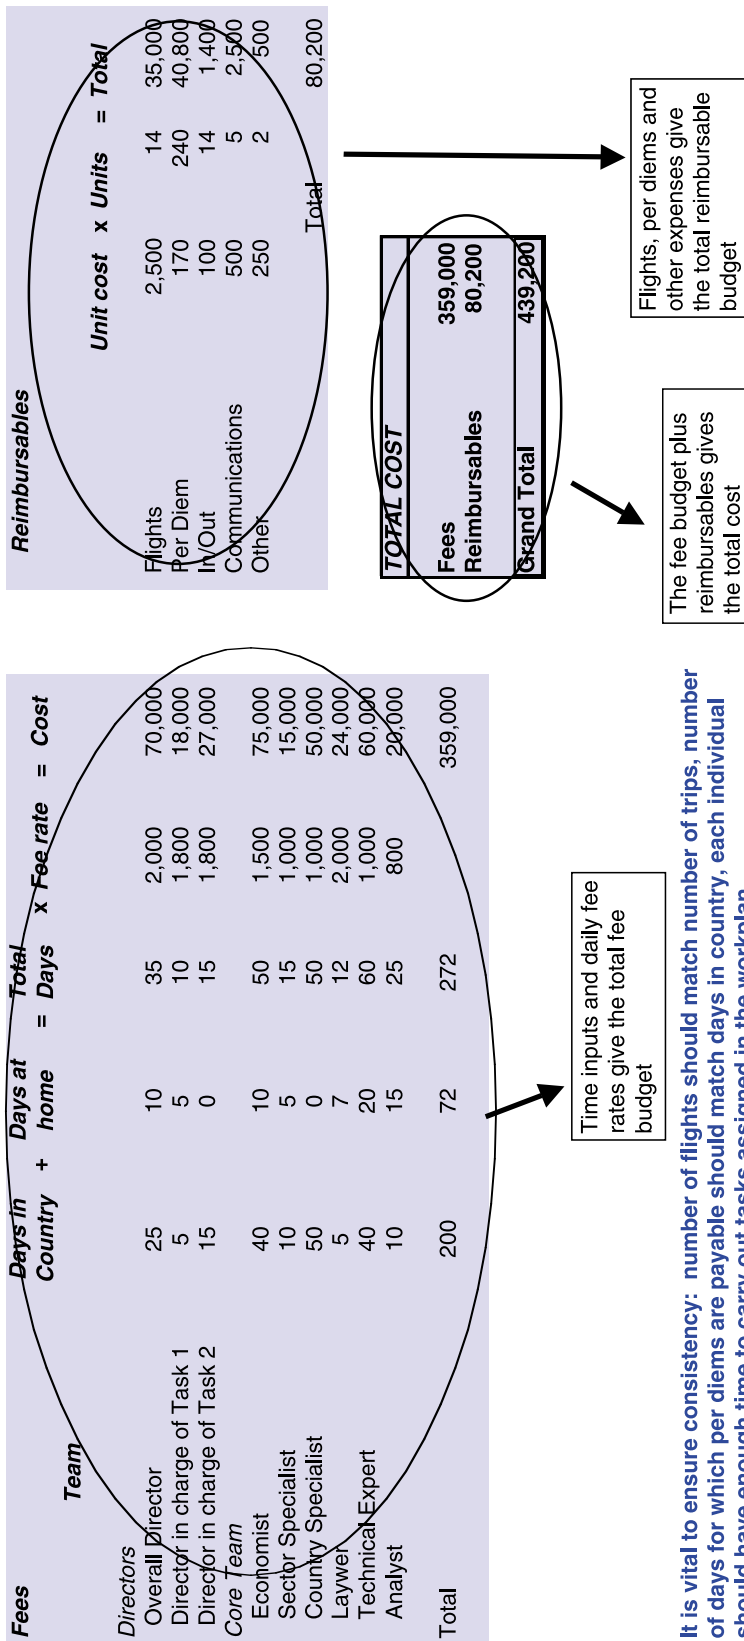 Fees
Team Days in Country + Days at home = Total Days x Fee rate = Cost
Directors
Overall Director 25 10 35 2,000 70,000
Director in charge of Task 1 5 5 10 1,800 18,000
Director in charge of Task 2 15 0 15 1,800 27,000
Core Team
Economist 40 10 50 1,500 75,000
Sector Specialist 10 5 15 1,000 15,000
Country Specialist 50 0 50 1,000 50,000
Laywer 5 7 12 2,000 24,000
Technical Expert 40 20 60 1,000 60,000
Analyst 10 15 25 800 20,000
Total 200 72 272 359,000
Time inputs and daily fee
rates give the total fee
budget
Reimbursables
Unit cost x Units = Total
Flights 2,500 14 35,000
Per Diem 170 240 40,800
In/Out 100 14 1,400
Communications 500 5 2,500
Other 250 2 500
Total 80,200
TOTAL COST
Fees 359,000
Reimbursables 80,200
Grand Total 439,200
The fee budget plus
reimbursables gives
the total cost
Flights, per diems and
other expenses give
the total reimbursable
budget
It is vital to ensure consistency: number of flights should match number of trips, number
of days for which per diems are payable should match days in country, each individual
should have enough time to carry out tasks assigned in the workplan